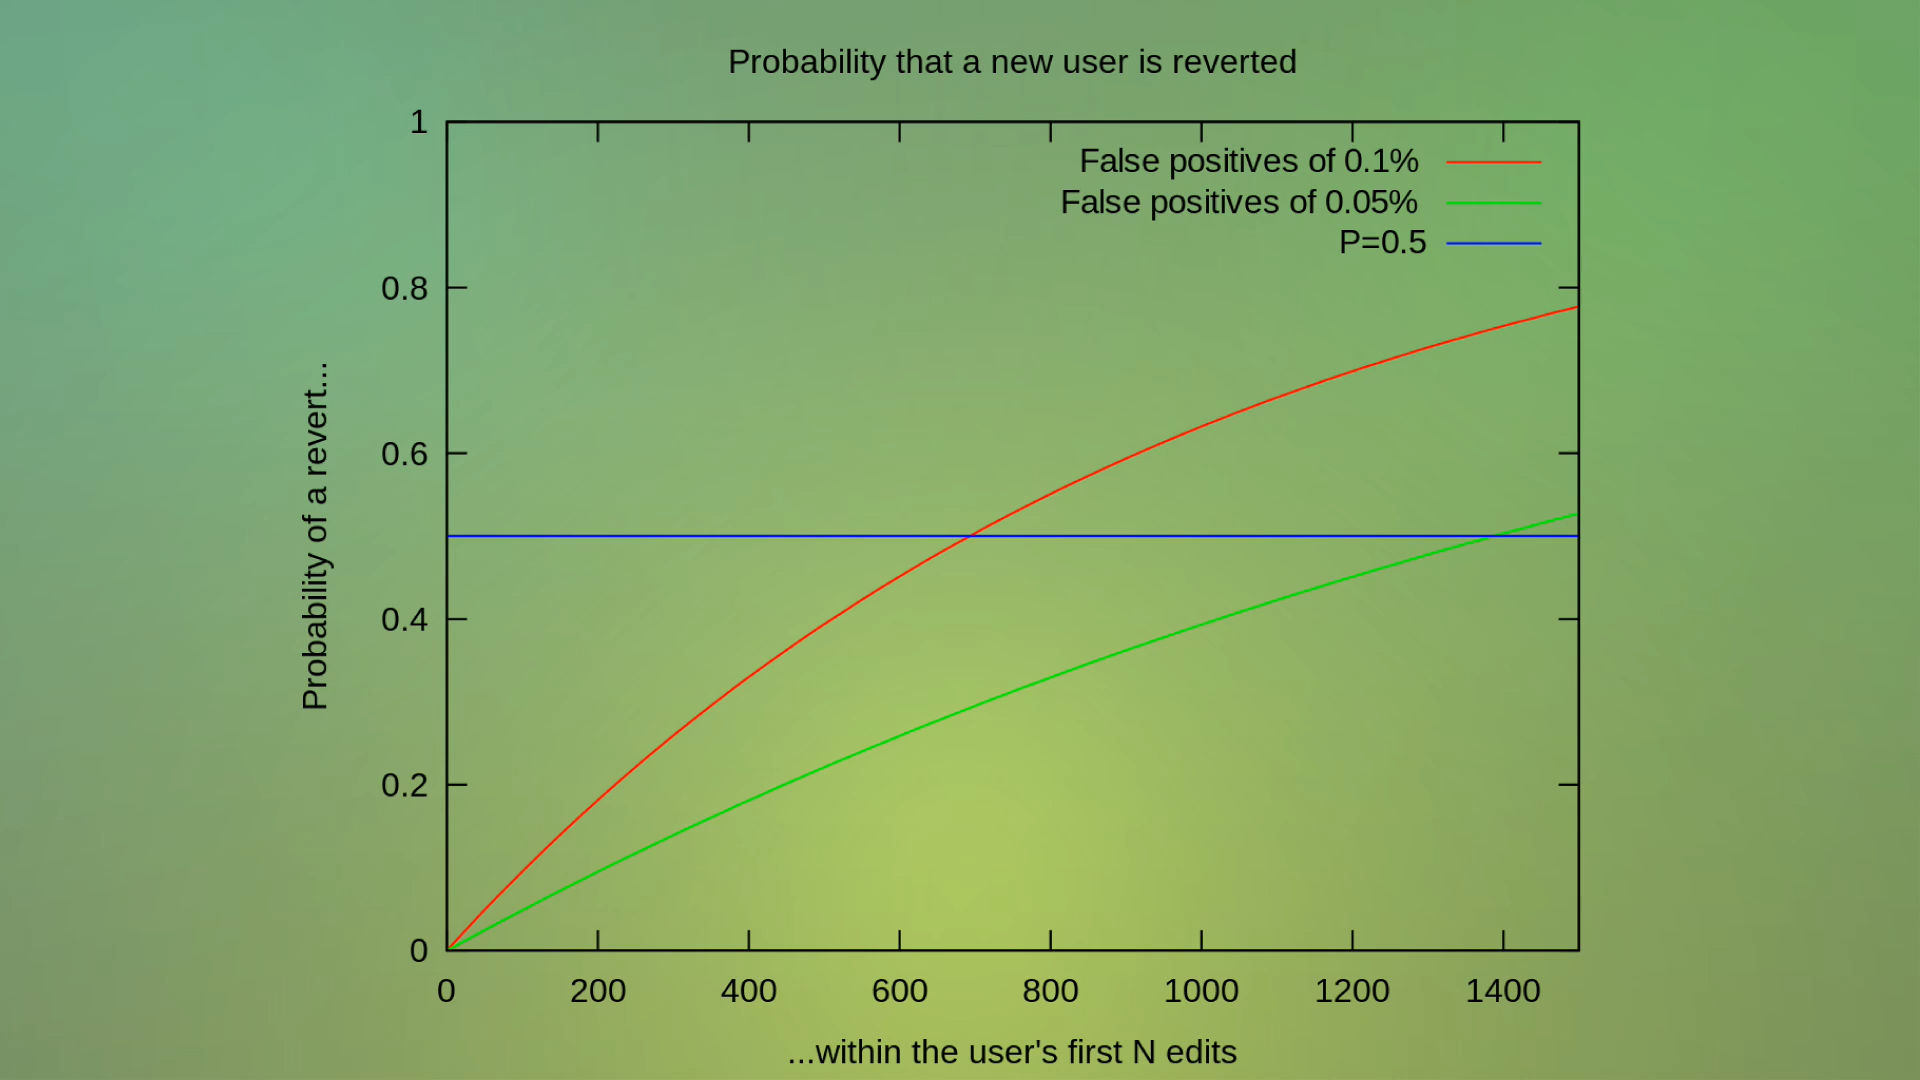 Probability that a new user is reverted
1
False positives of 0.1%
False positives of 0.05%
P=0.5
0.8
0.6
0.4
0.2
0
Probability of a revert...
0 200 400 600 800 1000 1200 1400
...within the user's first N edits